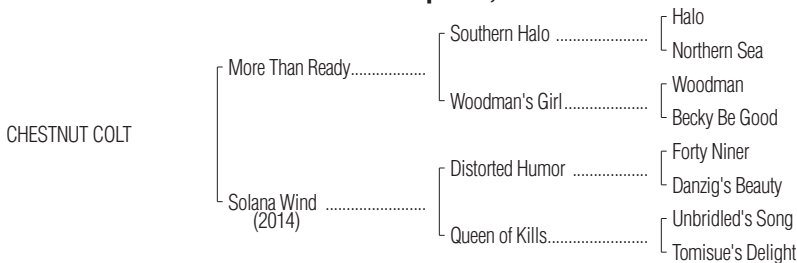 Halo
Southern Halo ........................
Northern Sea
More Than Ready...................
Woodman
Woodman's Girl......................
Becky Be Good
CHESTNUT COLT
Forty Niner
Distorted Humor ....................
Danzig's Beauty
Solana Wind .........................
(2014)
Unbridled's Song
Queen of Kills..........................
Tomisue's Delight